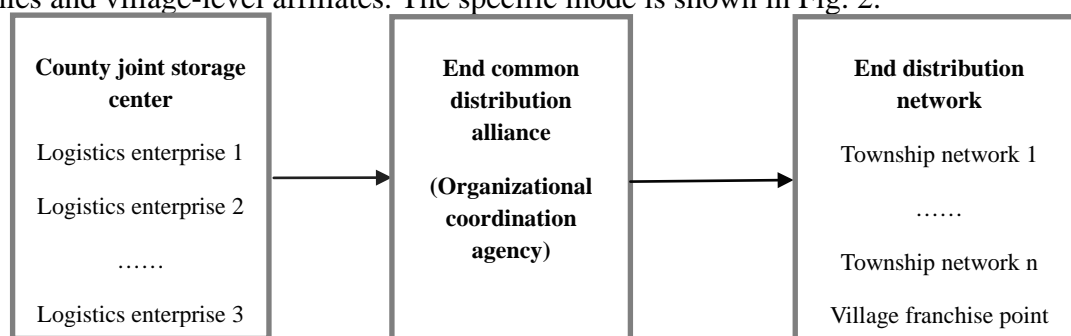 nies and village-level affiliates. The specific mode is shown in Fig. 2.
County joint storage
center
Logistics enterprise 1
Logistics enterprise 2
……
Logistics enterprise 3
End common
distribution
alliance
(Organizational
coordination
agency)
End distribution
network
Township network 1
……
Township network n
Village franchise point